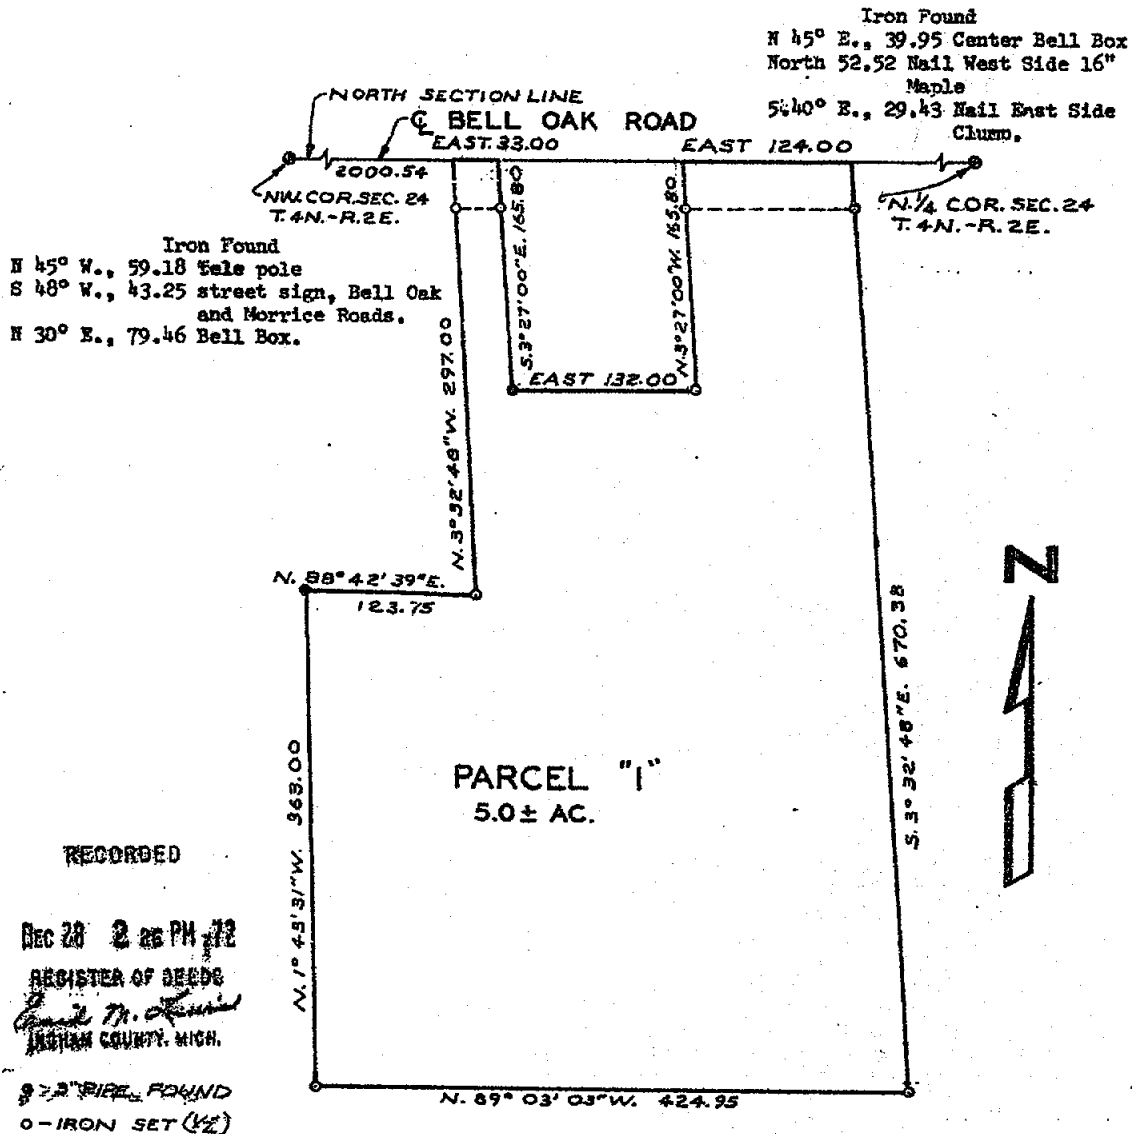 Iron Found
N 45° E., 39.95 Center Bell Box
North 52.52 Nail West Side 16"
Maple
S 40° E., 29.43 Nail East Side
Clump.
NORTH SECTION LINE
℄ BELL OAK ROAD
EAST 33.00
EAST 124.00
2000.54
NW. COR. SEC. 24
T. 4N.-R. 2E.
N. 1/4 COR. SEC. 24
T. 4N.-R. 2E.
Iron Found
N 45° W., 59.18 tele pole
S 48° W., 43.25 street sign, Bell Oak
and Morrice Roads.
N 30° E., 79.46 Bell Box.
S. 3° 27' 00" E. 165.80
N. 3° 27' 00" W. 165.80
EAST 132.00
N. 3° 32' 48" W. 297.00
N. 88° 42' 39" E.
123.75
N
S. 3° 32' 48" E. 670.38
PARCEL "1"
5.0 ± AC.
N. 1° 43' 31" W. 363.00
RECORDED
DEC 28 2 26 PM '72
REGISTER OF DEEDS
INGHAM COUNTY, MICH.
PIPE FOUND
o - IRON SET (1/2)
N. 89° 03' 03" W. 424.95